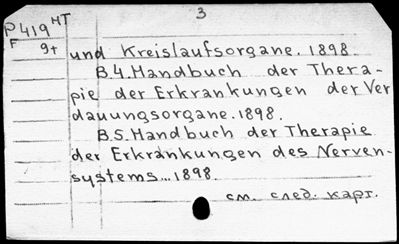 3
P419 нт
F 9+
und Kreislaufsorgane. 1898.
B.4. Handbuch der Thera-
pie der Erkrankungen der Ver
dauungsorgane. 1898.
B.5. Handbuch der Therapie
der Erkrankungen des Nerven-
systems... 1898.
см. след. карт.